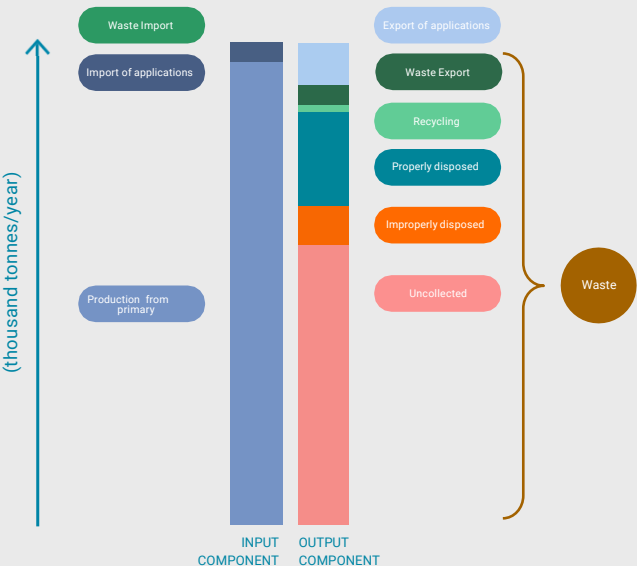 Waste Import
Export of applications
Import of applications
Waste Export
Recycling
Properly disposed
(thousand tonnes/year)
Improperly disposed
Waste
Production from
primary
Uncollected
INPUT
COMPONENT
OUTPUT
COMPONENT